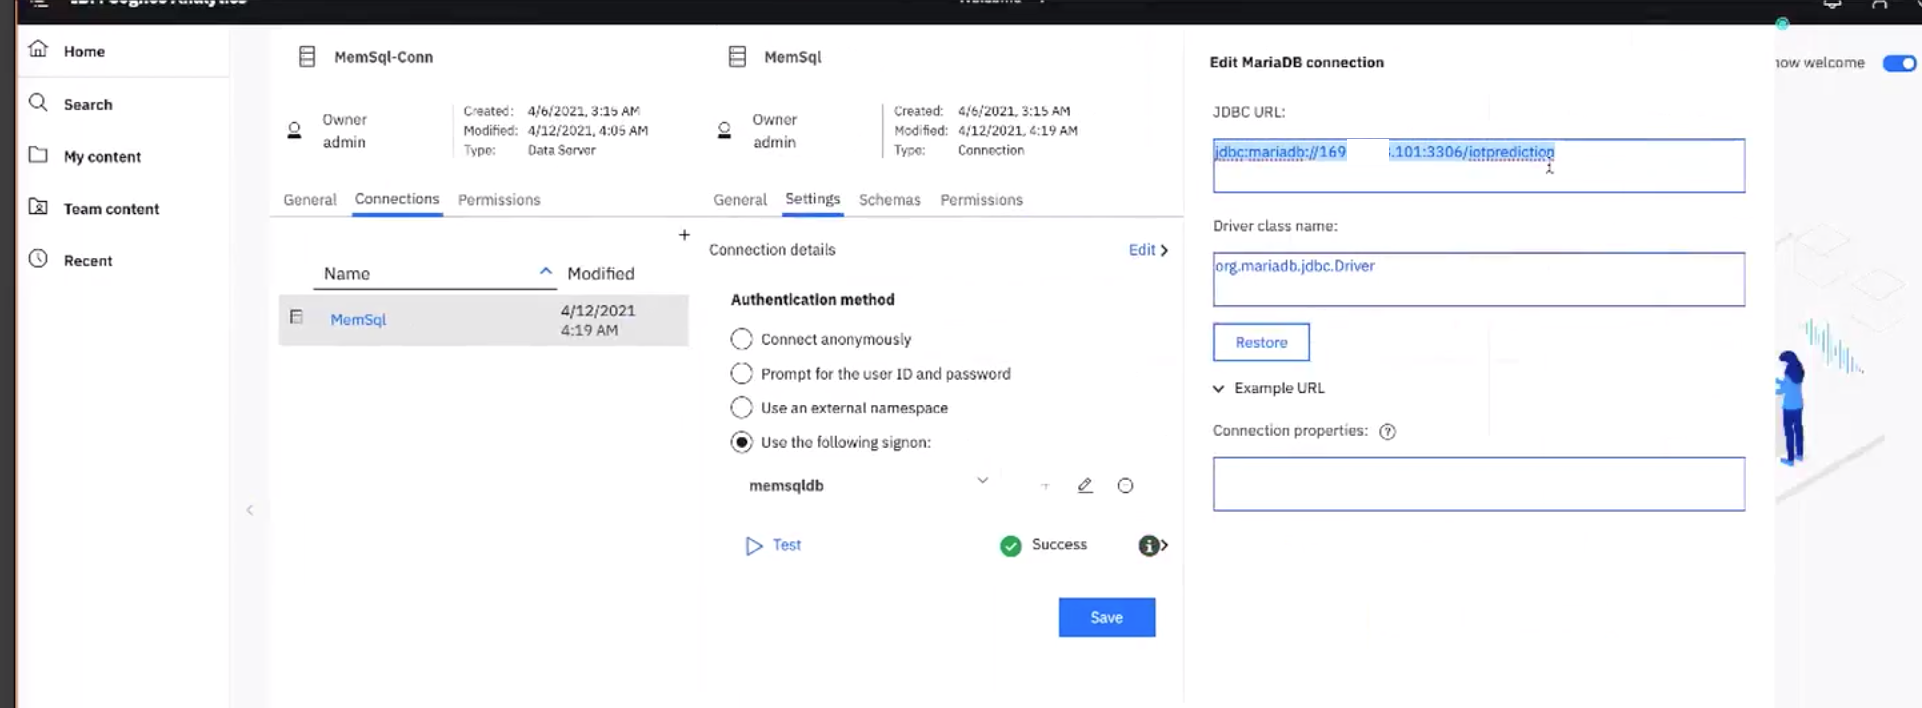 IBM Cognos Analytics
Welcome
Home
Search
My content
Team content
Recent
MemSql-Conn
Owner
admin
Created: 4/6/2021, 3:15 AM
Modified: 4/12/2021, 4:05 AM
Type: Data Server
General Connections Permissions
+
Name Modified
MemSql 4/12/2021
4:19 AM
MemSql
Owner
admin
Created: 4/6/2021, 3:15 AM
Modified: 4/12/2021, 4:19 AM
Type: Connection
General Settings Schemas Permissions
Connection details Edit
Authentication method
Connect anonymously
Prompt for the user ID and password
Use an external namespace
Use the following signon:
memsqldb
Test Success
Save
Edit MariaDB connection
JDBC URL:
jdbc:mariadb://169 .101:3306/iotprediction
Driver class name:
org.mariadb.jdbc.Driver
Restore
Example URL
Connection properties: ?
now welcome